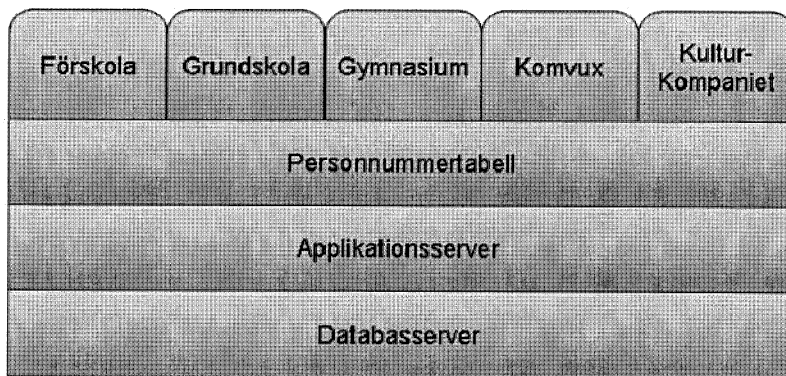 Förskola
Grundskola
Gymnasium
Komvux
Kultur-
Kompaniet
Personnummertabell
Applikationsserver
Databasserver